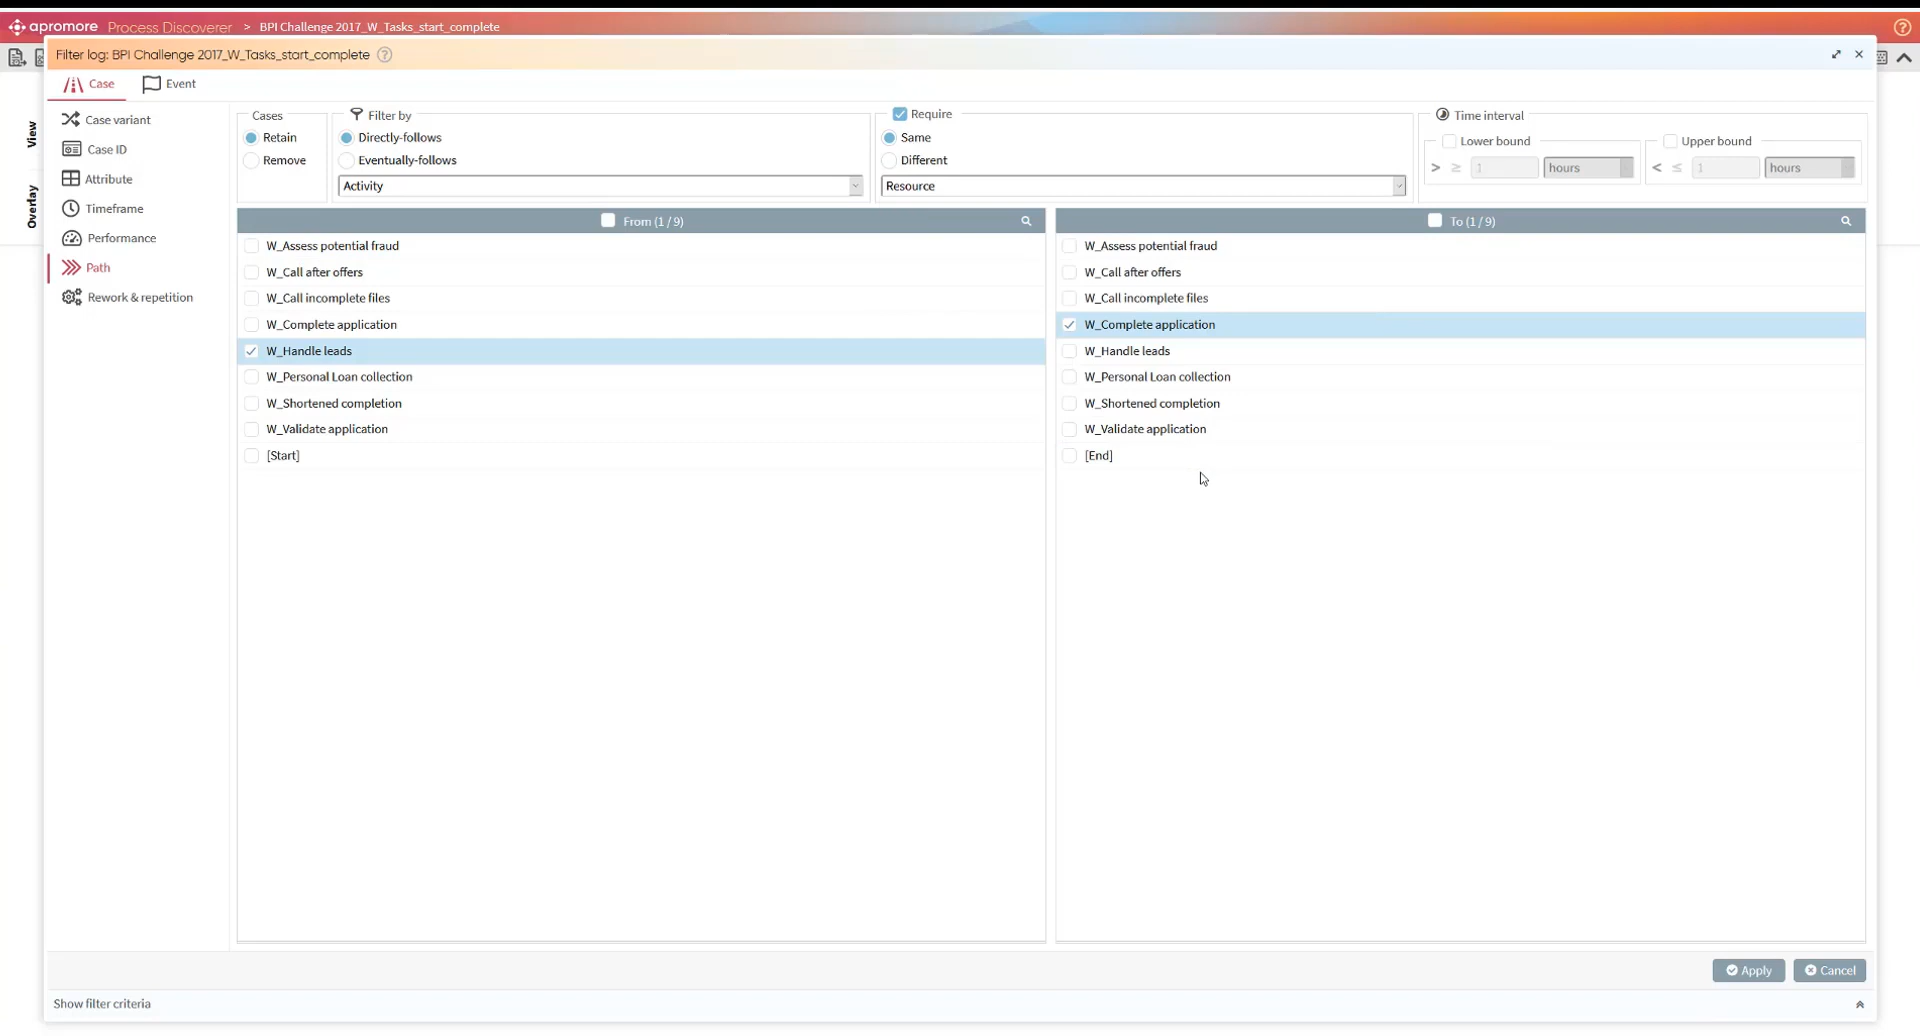 apromore Process Discoverer > BPI Challenge 2017_W_Tasks_start_complete
Filter log: BPI Challenge 2017_W_Tasks_start_complete
Case
Event
View
Overlay
Case variant
Case ID
Attribute
Timeframe
Performance
Path
Rework & repetition
Cases
Retain
Remove
Filter by
Directly-follows
Eventually-follows
Activity
Require
Same
Different
Resource
Time interval
Lower bound
> ≥ 1 hours
Upper bound
< ≤ 1 hours
From (1 / 9)
W_Assess potential fraud
W_Call after offers
W_Call incomplete files
W_Complete application
W_Handle leads
W_Personal Loan collection
W_Shortened completion
W_Validate application
[Start]
To (1 / 9)
W_Assess potential fraud
W_Call after offers
W_Call incomplete files
W_Complete application
W_Handle leads
W_Personal Loan collection
W_Shortened completion
W_Validate application
[End]
Apply
Cancel
Show filter criteria